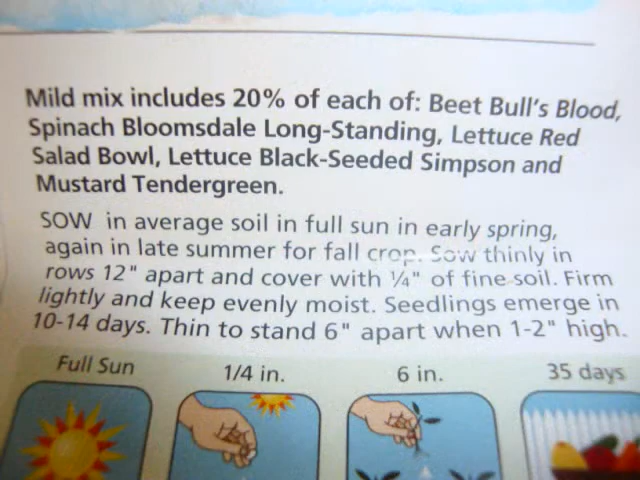 Mild mix includes 20% of each of: Beet Bull's Blood,
Spinach Bloomsdale Long-Standing, Lettuce Red
Salad Bowl, Lettuce Black-Seeded Simpson and
Mustard Tendergreen.
SOW in average soil in full sun in early spring,
again in late summer for fall crop. Sow thinly in
rows 12" apart and cover with ¼" of fine soil. Firm
lightly and keep evenly moist. Seedlings emerge in
10-14 days. Thin to stand 6" apart when 1-2" high.
Full Sun 1/4 in. 6 in. 35 days